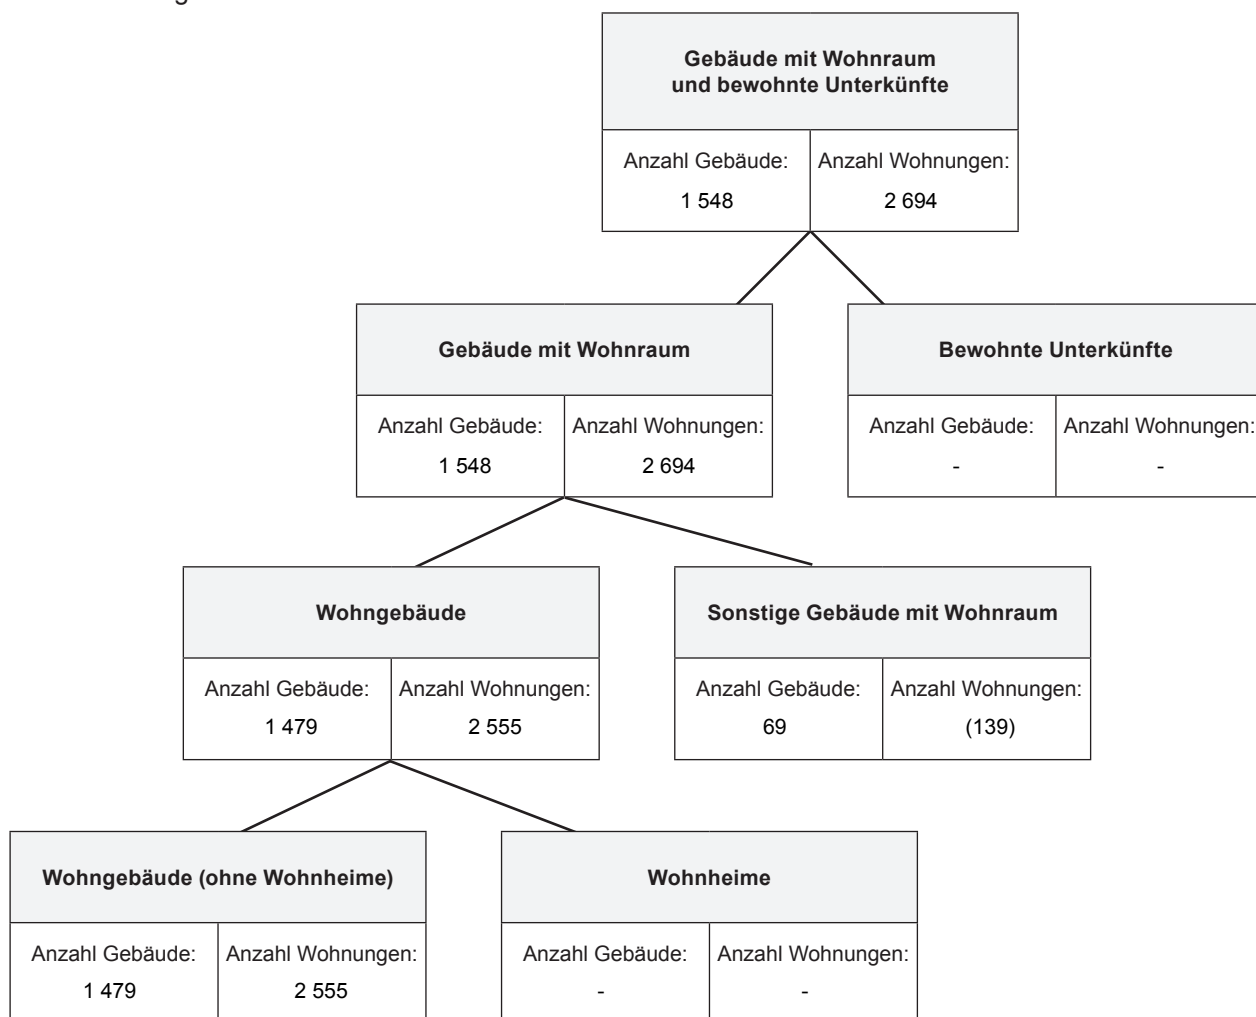 Gebäude mit Wohnraum
und bewohnte Unterkünfte
Anzahl Gebäude: Anzahl Wohnungen:
1 548 2 694
Gebäude mit Wohnraum Bewohnte Unterkünfte
Anzahl Gebäude: Anzahl Wohnungen: Anzahl Gebäude: Anzahl Wohnungen:
1 548 2 694 - -
Wohngebäude Sonstige Gebäude mit Wohnraum
Anzahl Gebäude: Anzahl Wohnungen: Anzahl Gebäude: Anzahl Wohnungen:
1 479 2 555 69 (139)
Wohngebäude (ohne Wohnheime) Wohnheime
Anzahl Gebäude: Anzahl Wohnungen: Anzahl Gebäude: Anzahl Wohnungen:
1 479 2 555 - -